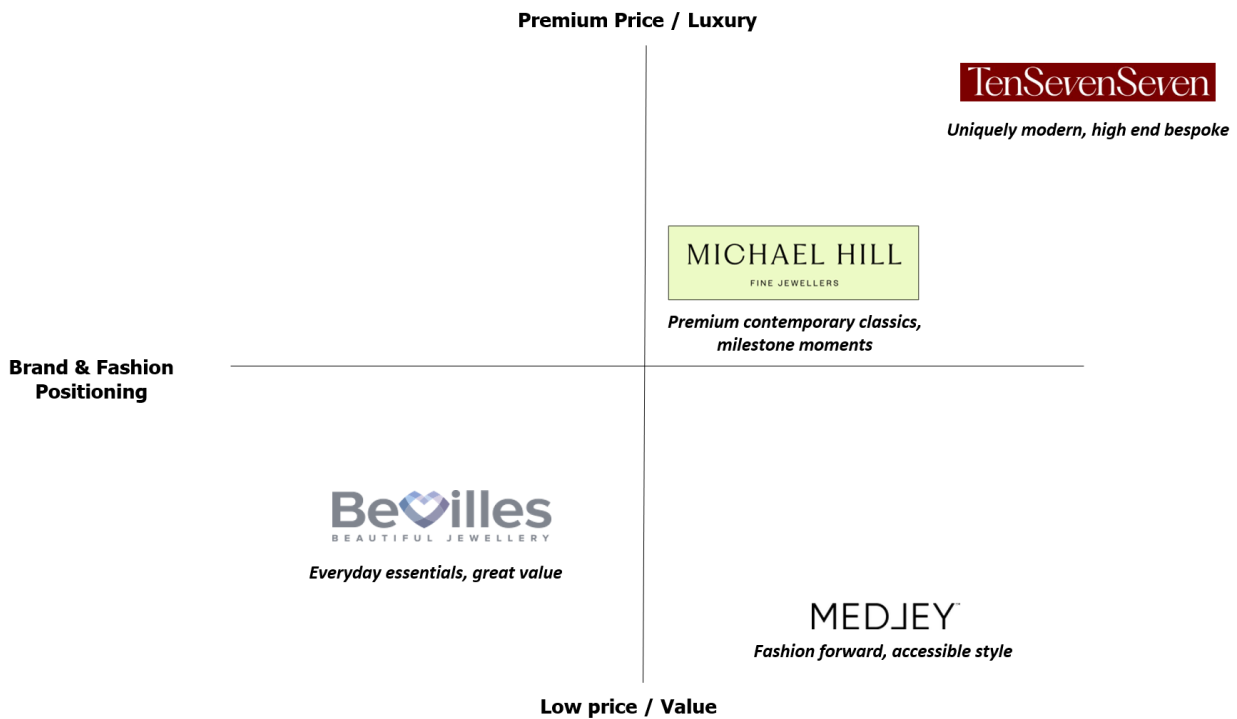 Premium Price / Luxury
TenSevenSeven
Uniquely modern, high end bespoke
MICHAEL HILL
FINE JEWELLERS
Premium contemporary classics,
milestone moments
Brand & Fashion
Positioning
Bevilles
BEAUTIFUL JEWELLERY
Everyday essentials, great value
MEDLEY™
Fashion forward, accessible style
Low price / Value